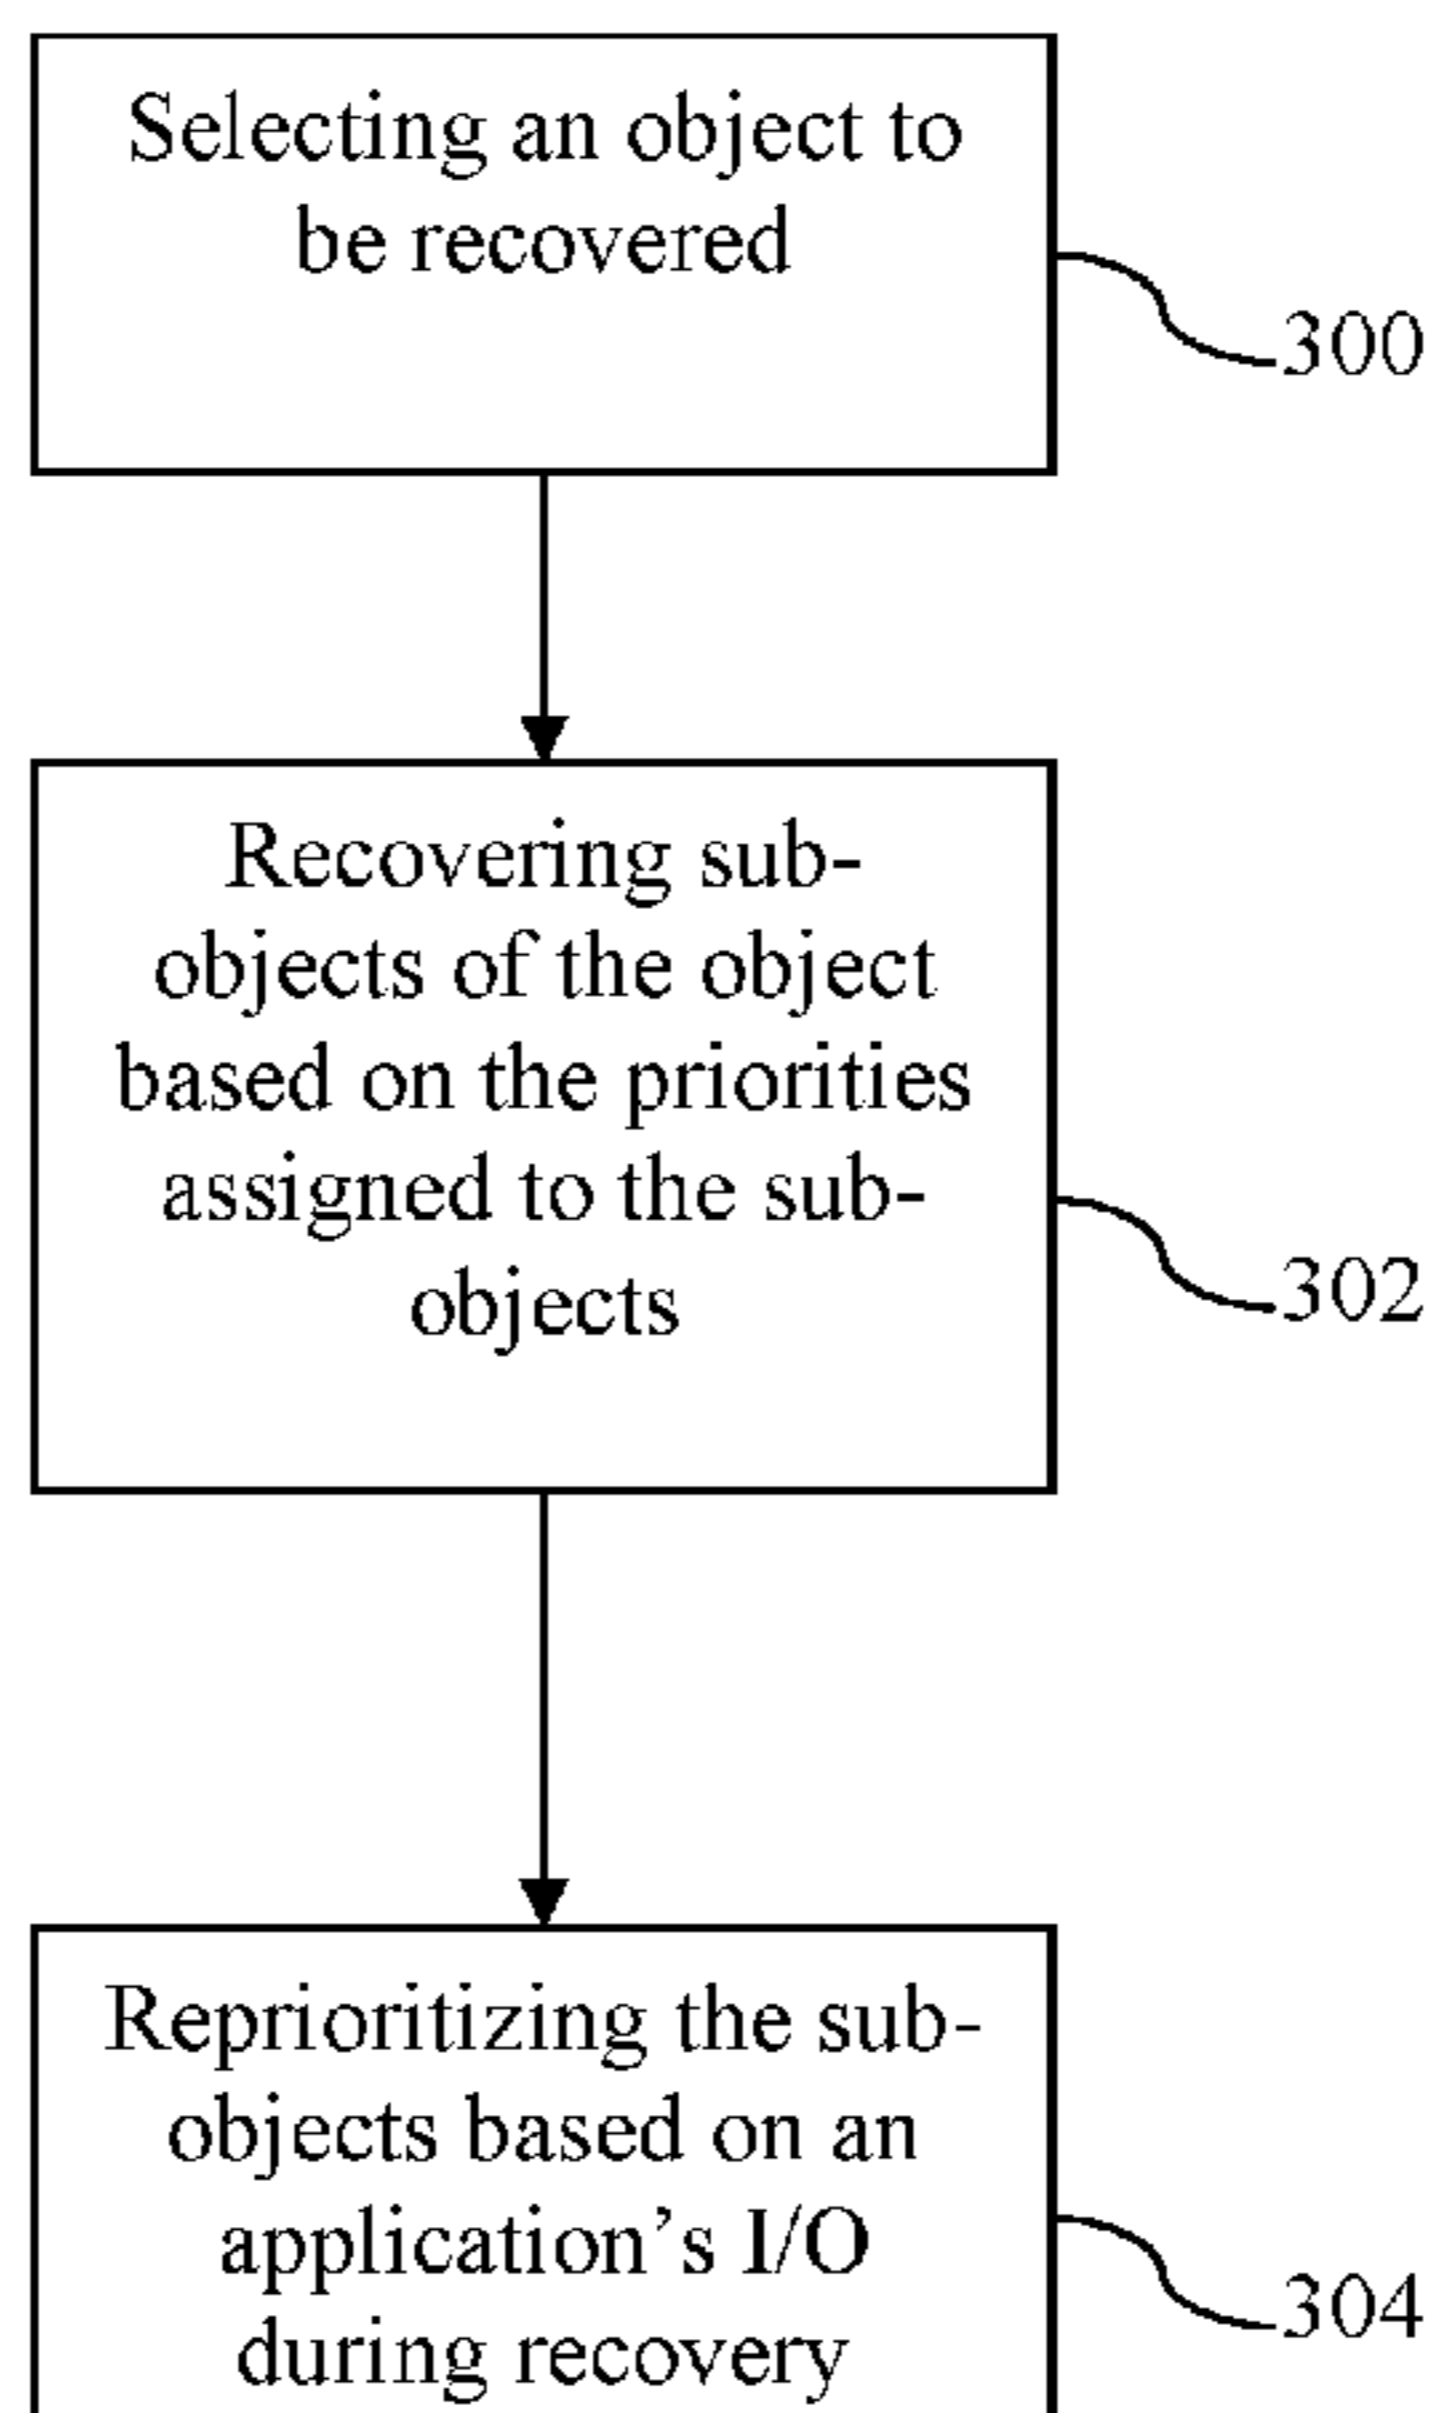 Selecting an object to
be recovered
300
Recovering sub-
objects of the object
based on the priorities
assigned to the sub-
objects
302
Reprioritizing the sub-
objects based on an
application’s I/O
during recovery
304